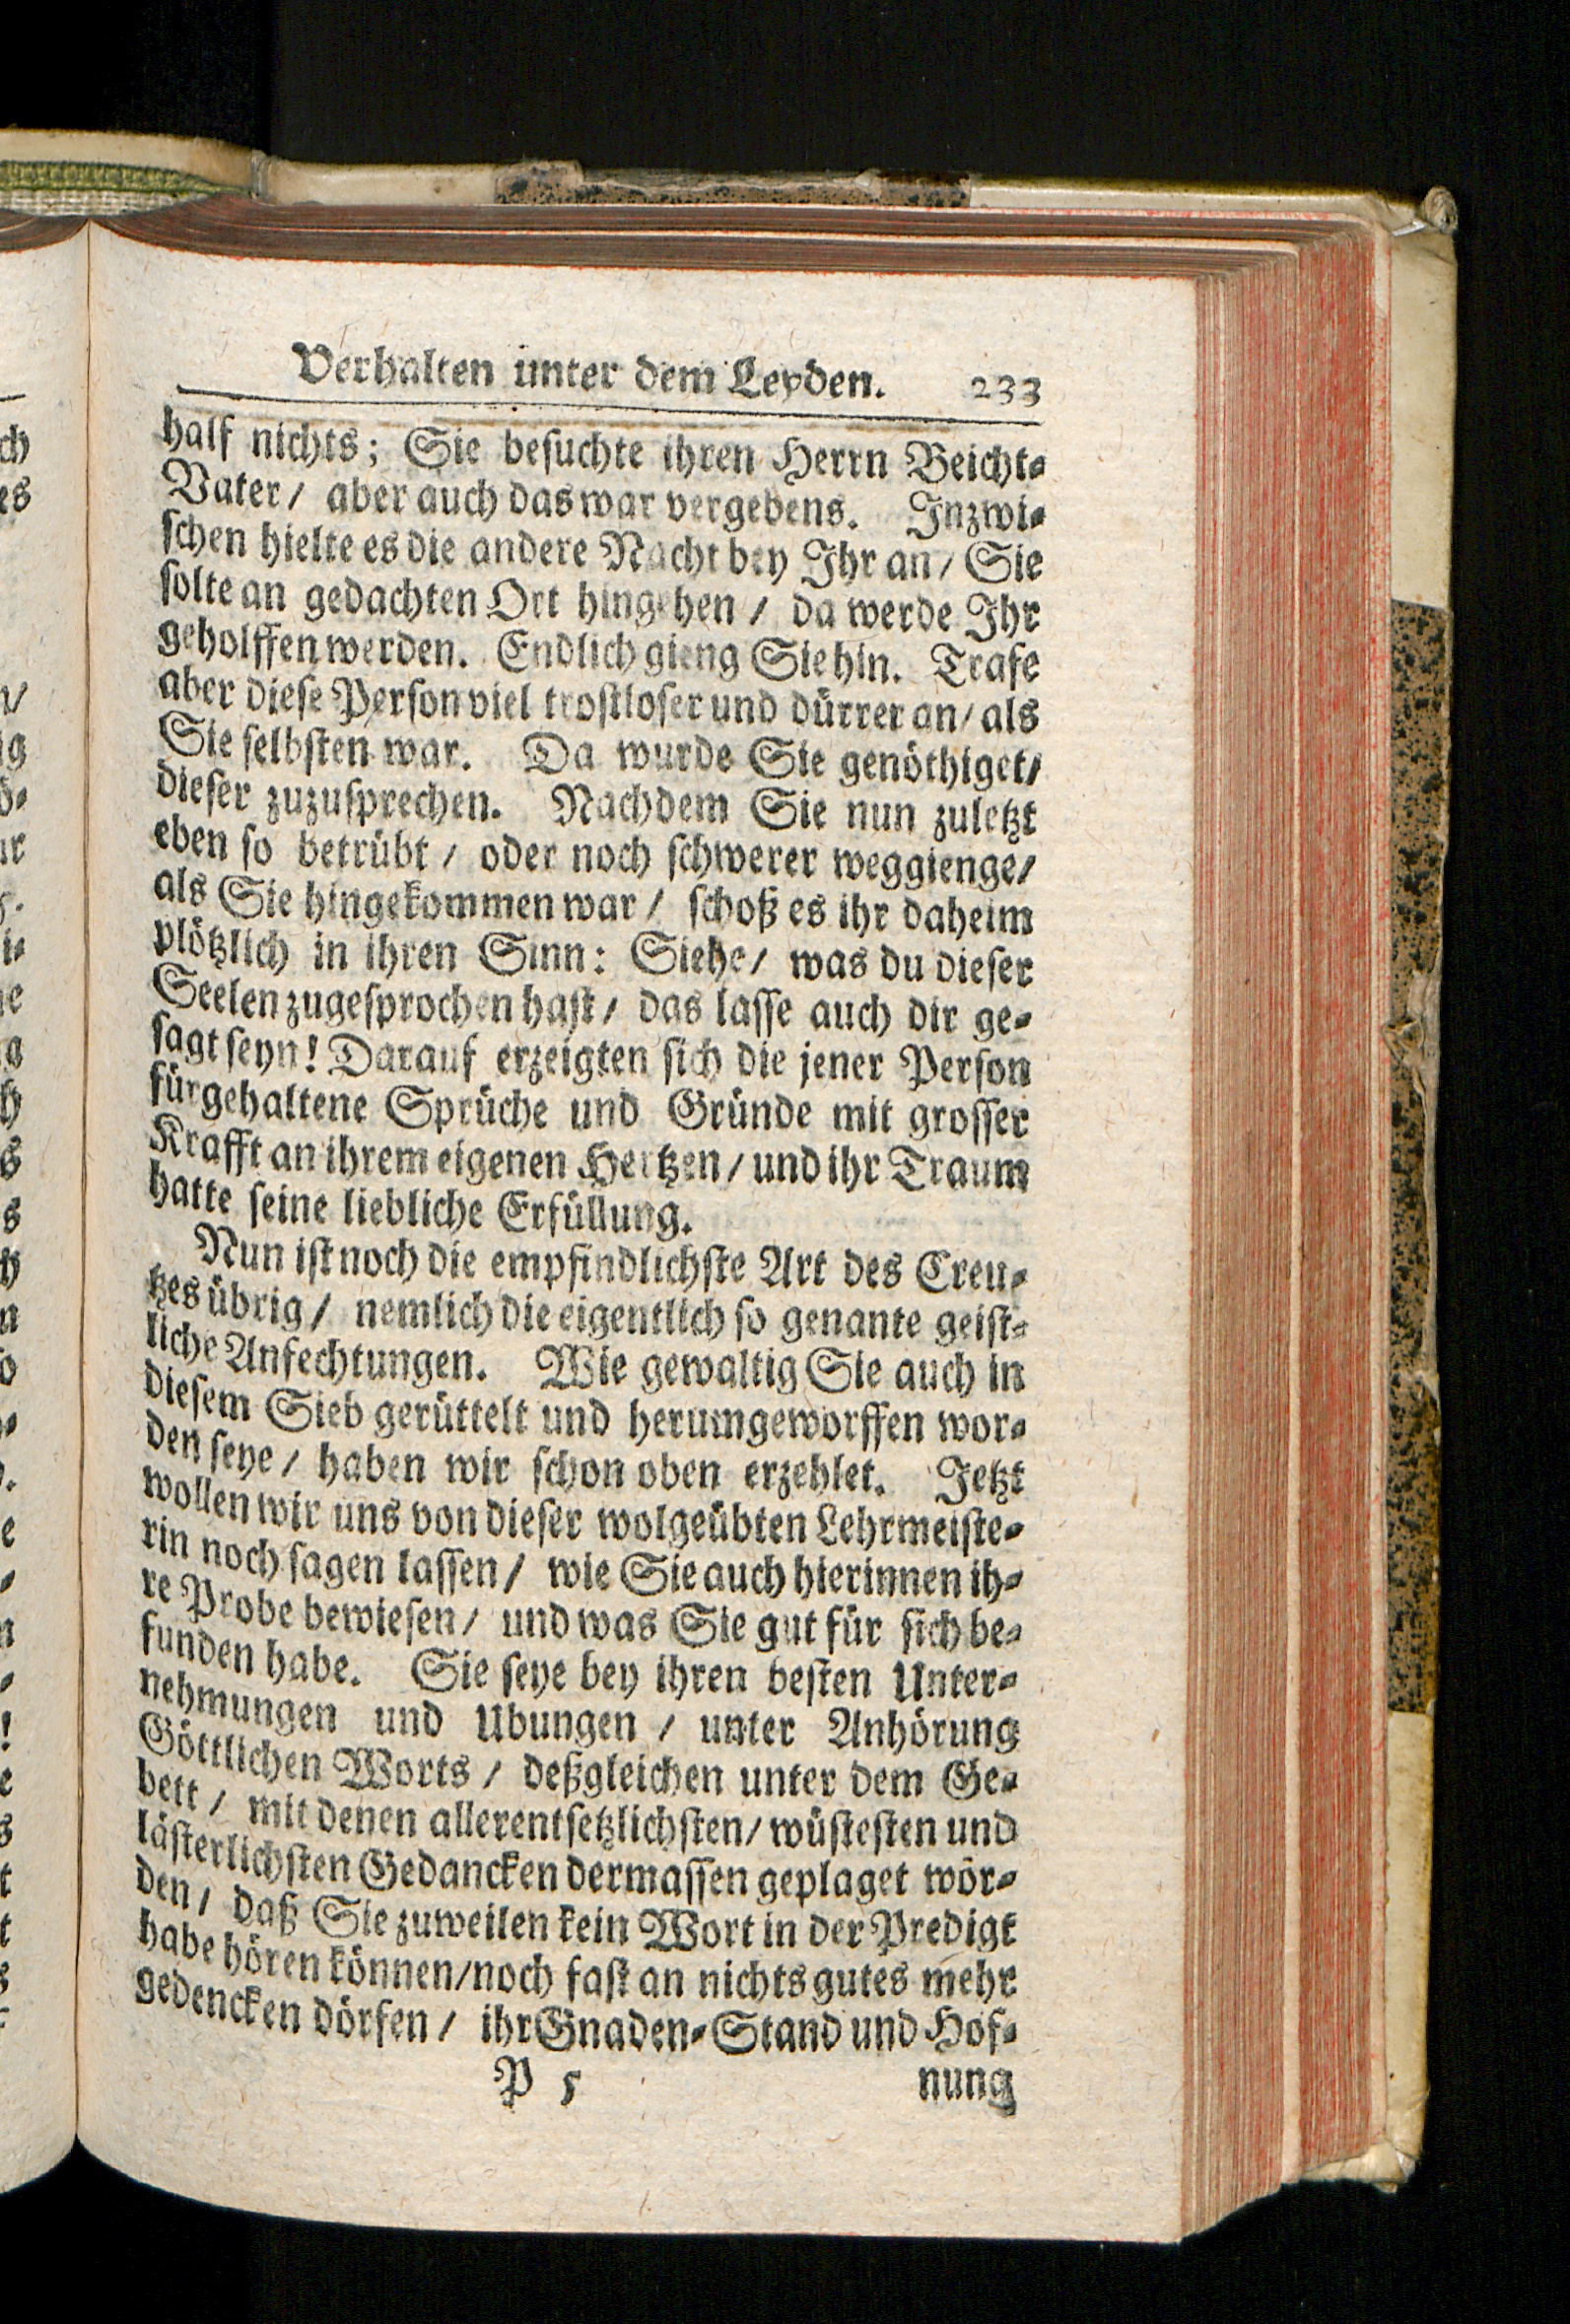 Verhalten unter dem Leyden. 233
half nichts; Sie beſuchte ihren Herrn Beicht⸗
Vater/ aber auch das war vergebens. Inzwi⸗
ſchen hielte es die andere Nacht bey Ihr an/ Sie
ſolte an gedachten Ort hingehen/ da werde Ihr
geholffen werden. Endlich gieng Sie hin. Trafe
aber dieſe Perſon viel troſtloſer und dürrer an/ als
Sie ſelbſten war. Da wurde Sie genöthiget/
dieſer zuzuſprechen. Nachdem Sie nun zuletzt
eben ſo betrübt/ oder noch ſchwerer weggienge/
als Sie hingekommen war/ ſchoß es ihr daheim
plötzlich in ihren Sinn: Siehe/ was du dieſer
Seelen zugeſprochen haſt/ das laſſe auch dir ge⸗
ſagt ſeyn! Darauf erzeigten ſich die jener Perſon
fürgehaltene Sprüche und Gründe mit groſſer
Krafft an ihrem eigenen Hertzen/ und ihr Traum
hatte ſeine liebliche Erfüllung.
Nun iſt noch die empfindlichſte Art des Creu⸗
tzes übrig/ nemlich die eigentlich ſo genante geiſt⸗
liche Anfechtungen. Wie gewaltig Sie auch in
dieſem Sieb gerüttelt und herumgeworffen wor⸗
den ſeye/ haben wir ſchon oben erzehlet. Jetzt
wollen wir uns von dieſer wolgeübten Lehrmeiſte⸗
rin noch ſagen laſſen/ wie Sie auch hierinnen ih⸗
re Probe bewieſen/ und was Sie gut für ſich be⸗
funden habe. Sie ſeye bey ihren beſten Unter⸗
nehmungen und Ubungen/ unter Anhörung
Göttlichen Worts/ deßgleichen unter dem Ge⸗
bett/ mit denen allerentſetzlichſten/ wüſteſten und
läſterlichſten Gedancken dermaſſen geplaget wor⸗
den/ daß Sie zuweilen kein Wort in der Predigt
habe hören können/ noch faſt an nichts gutes mehr
gedencken dörfen/ ihr Gnaden⸗Stand und Hof⸗
P 5 nung